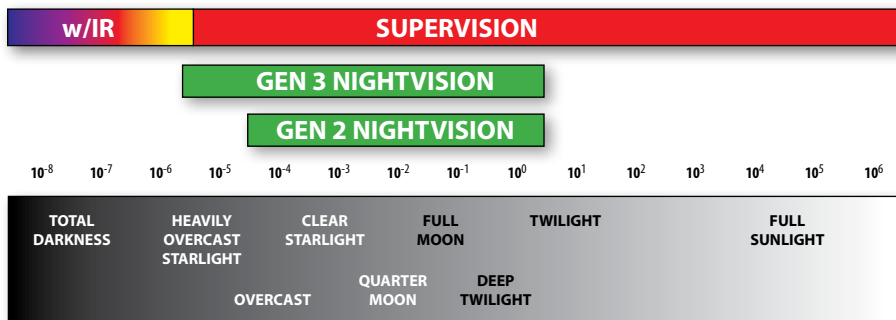 w/IR SUPERVISION
GEN 3 NIGHTVISION
GEN 2 NIGHTVISION
10⁻⁸ 10⁻⁷ 10⁻⁶ 10⁻⁵ 10⁻⁴ 10⁻³ 10⁻² 10⁻¹ 10⁰ 10¹ 10² 10³ 10⁴ 10⁵ 10⁶
TOTAL
DARKNESS
HEAVILY
OVERCAST
STARLIGHT
CLEAR
STARLIGHT
FULL
MOON
TWILIGHT
FULL
SUNLIGHT
OVERCAST
QUARTER
MOON
DEEP
TWILIGHT